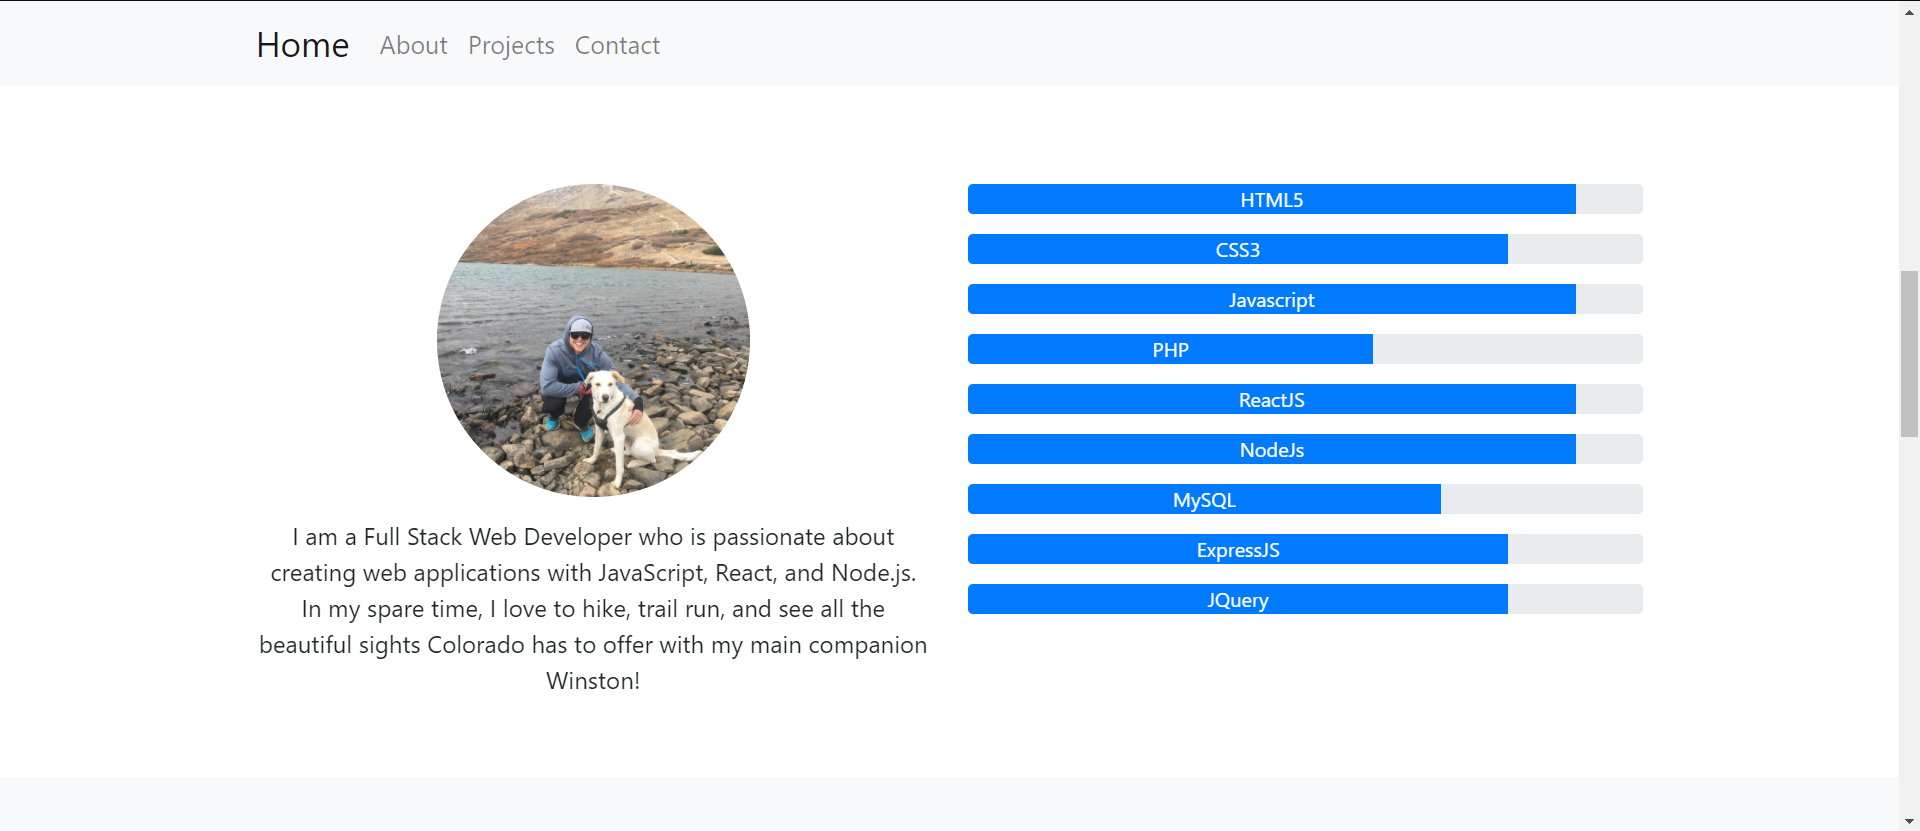 Home About Projects Contact
I am a Full Stack Web Developer who is passionate about
creating web applications with JavaScript, React, and Node.js.
In my spare time, I love to hike, trail run, and see all the
beautiful sights Colorado has to offer with my main companion
Winston!
HTML5
CSS3
Javascript
PHP
ReactJS
NodeJs
MySQL
ExpressJS
JQuery